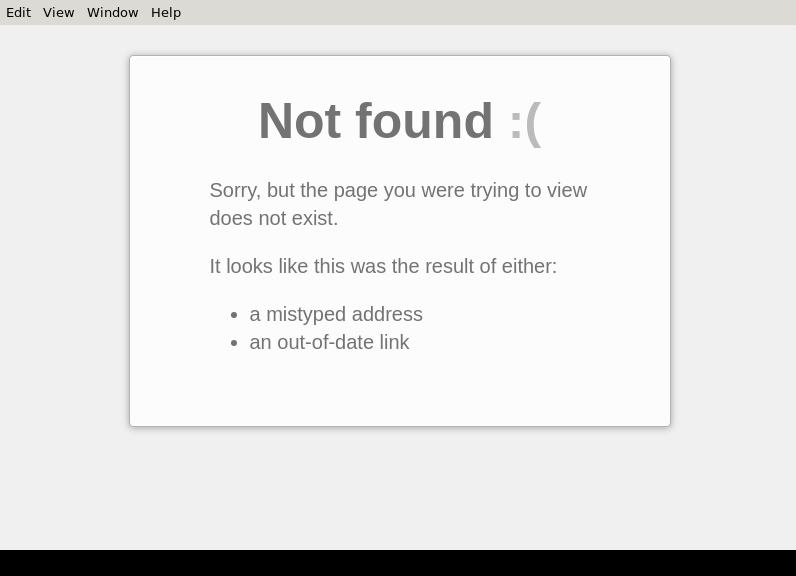 Edit View Window Help
Not found :(
Sorry, but the page you were trying to view
does not exist.
It looks like this was the result of either:
• a mistyped address
• an out-of-date link